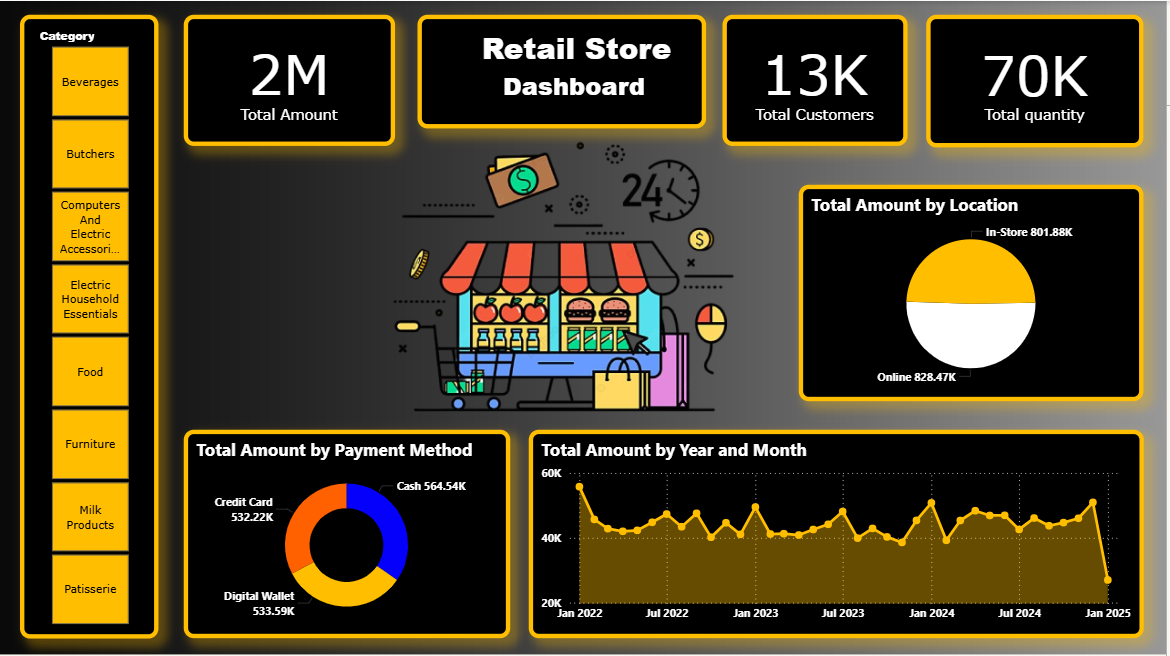 Category
Beverages
Butchers
Computers
And
Electric
Accessori...
Electric
Household
Essentials
Food
Furniture
Milk
Products
Patisserie
2M
Total Amount
Retail Store
Dashboard
13K
Total Customers
70K
Total quantity
$
24
$
Total Amount by Location
In-Store 801.88K
Online 828.47K
Total Amount by Payment Method
Cash 564.54K
Credit Card
532.22K
Digital Wallet
533.59K
Total Amount by Year and Month
60K
40K
20K
Jan 2022
Jul 2022
Jan 2023
Jul 2023
Jan 2024
Jul 2024
Jan 2025